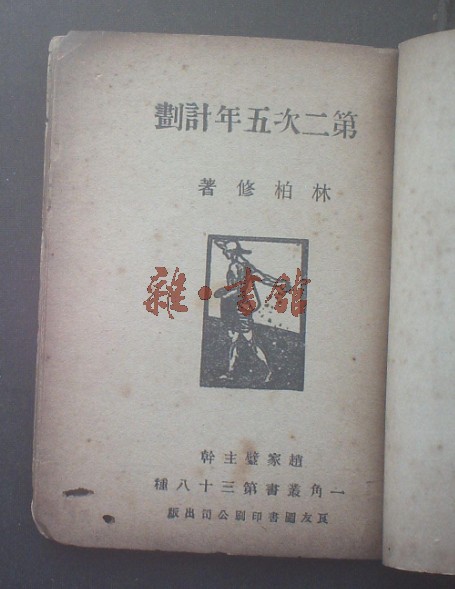 第二次五年計劃
林柏修著
雜·書館
趙家璧主幹
一角叢書第三十八種
良友圖書印刷公司出版